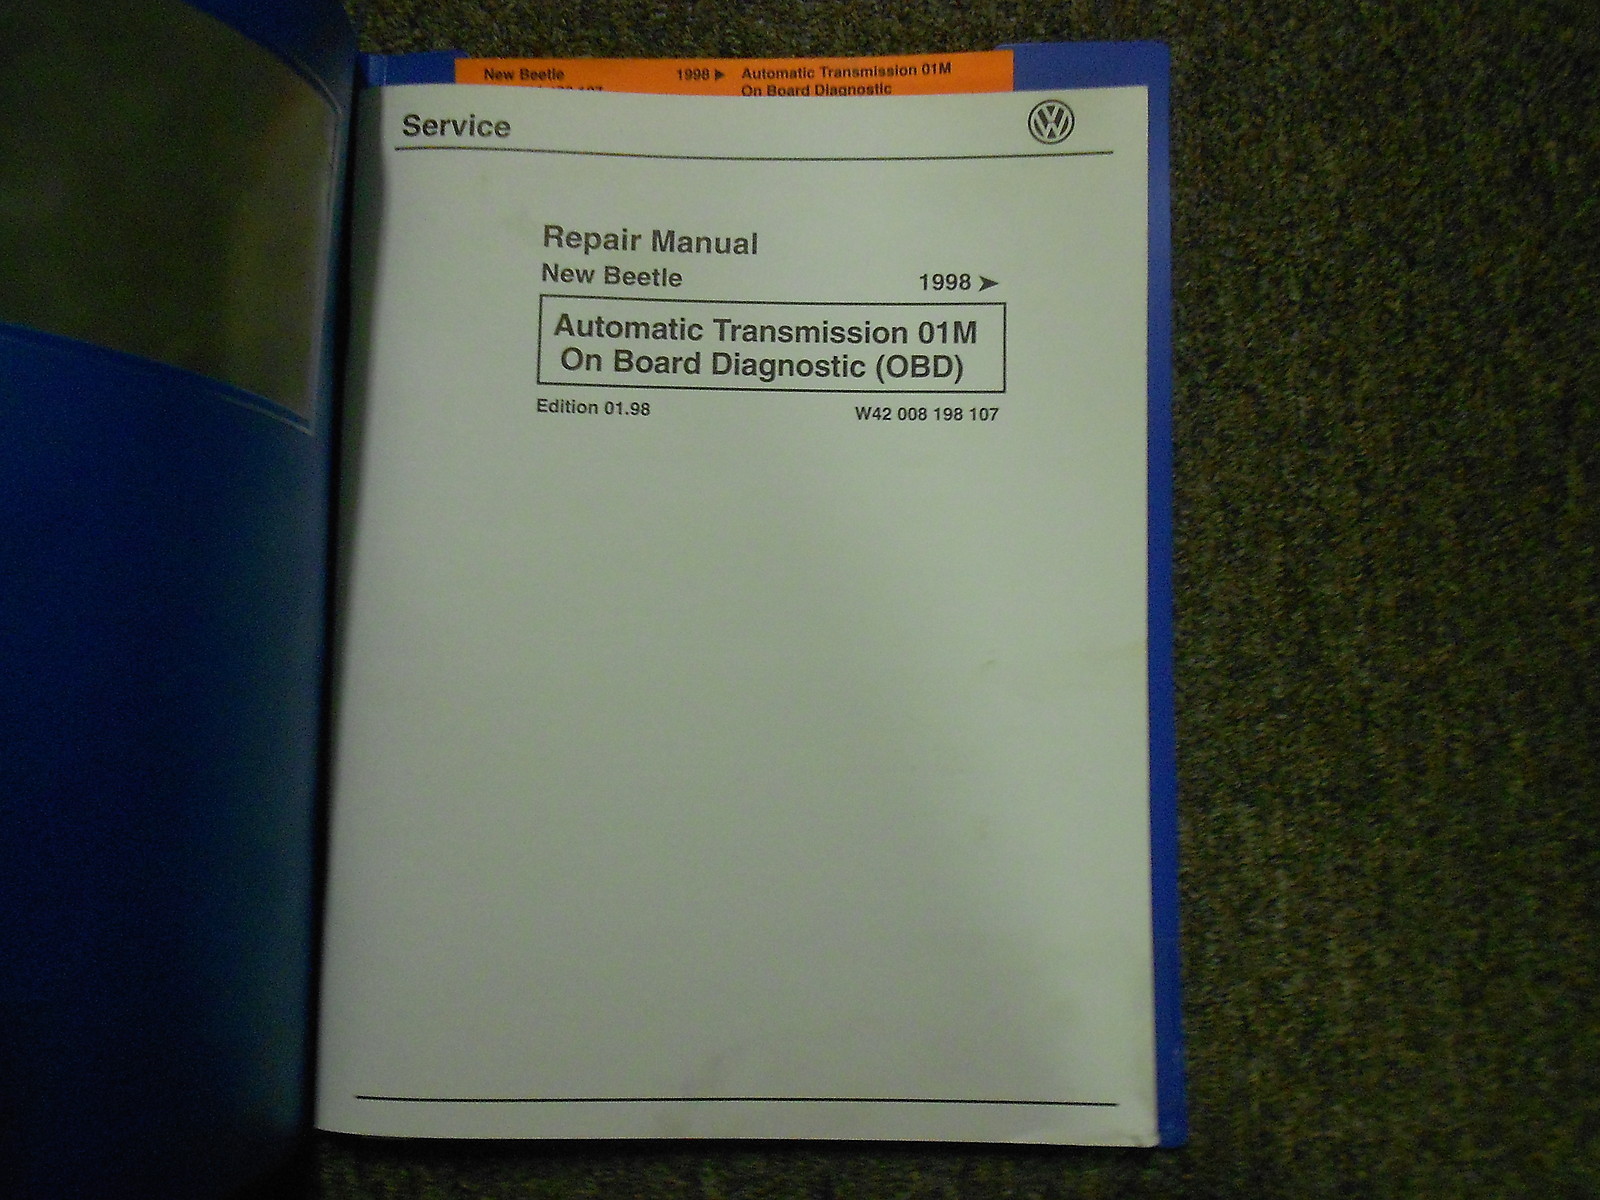 New Beetle 1998 ➤ Automatic Transmission 01M
On Board Diagnostic
Service
Repair Manual
New Beetle 1998 ➤
Automatic Transmission 01M
On Board Diagnostic (OBD)
Edition 01.98 W42 008 198 107